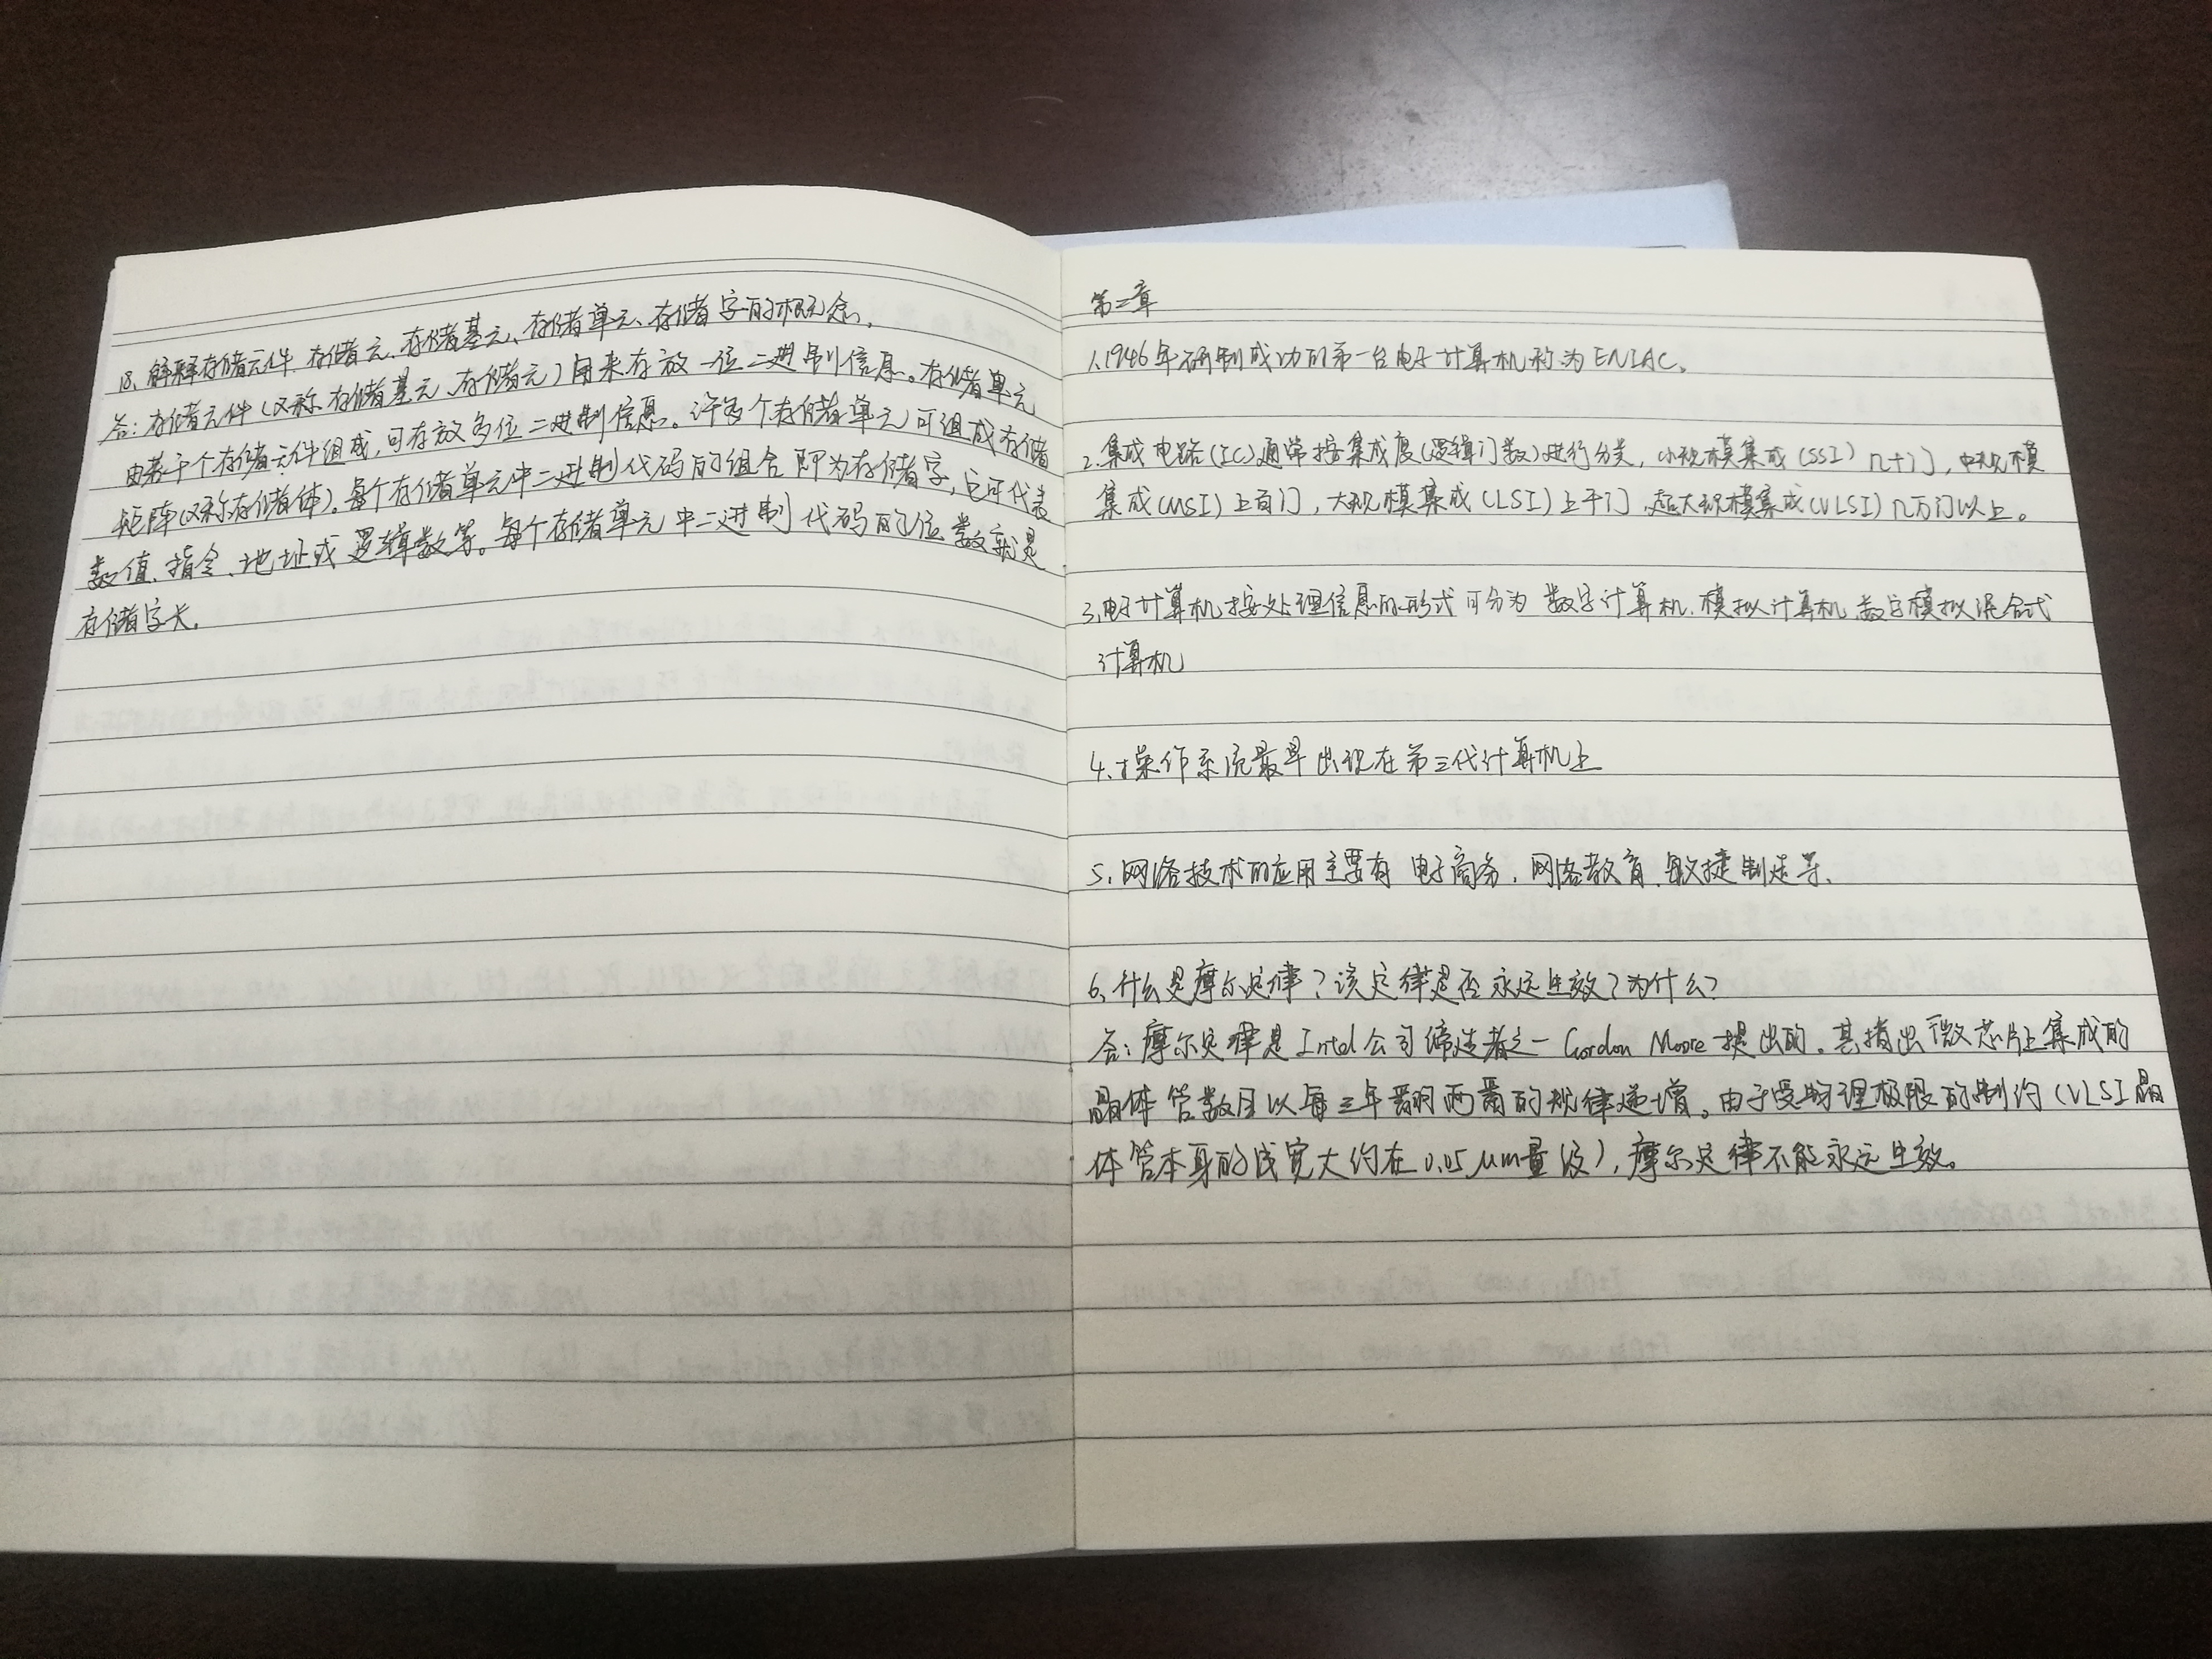 18. 解释存储元件、存储元、存储基元、存储单元、存储字的概念。
答：存储元件（又称存储基元、存储元）用来存放一位二进制信息。存储单元
由若干个存储元件组成，可存放多位二进制信息。许多个存储单元可组成存储
矩阵（又称存储体）。每个存储单元中二进制代码的组合即为存储字，它可代表
数值、指令、地址或逻辑数等。每个存储单元中二进制代码的位数就是
存储字长。
第二章
1.1946年研制成功的第一台电子计算机称为ENIAC。
2.集成电路（IC）通常按集成度（逻辑门数）进行分类，小规模集成（SSI）几十门，中规模
集成（MSI）上百门，大规模集成（LSI）上千门，超大规模集成（VLSI）几万门以上。
3.电子计算机按处理信息的形式可分为 数字计算机、模拟计算机、数字模拟混合式
计算机
4.操作系统最早出现在第三代计算机上
5.网络技术的应用主要有 电子商务、网络教育、敏捷制造等.
6.什么是摩尔定律？该定律是否永远生效？为什么？
答：摩尔定律是Intel公司缔造者之一Gordon Moore提出的。其指出微芯片上集成的
晶体管数目以每三年翻两番的规律递增。由于受物理极限的制约（VLSI晶
体管本身的线宽大约在0.05μm量级），摩尔定律不能永远生效。